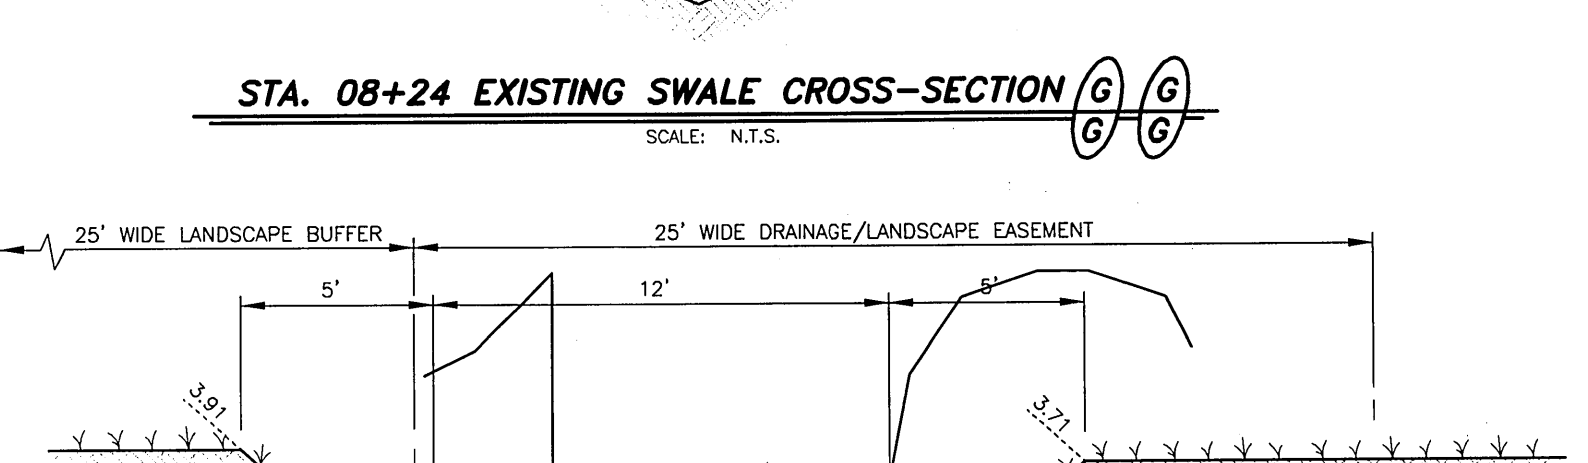 STA. 08+24 EXISTING SWALE CROSS-SECTION G G
G G
SCALE: N.T.S.
25' WIDE LANDSCAPE BUFFER 25' WIDE DRAINAGE/LANDSCAPE EASEMENT
5' 12' 5'
3.91 3.71